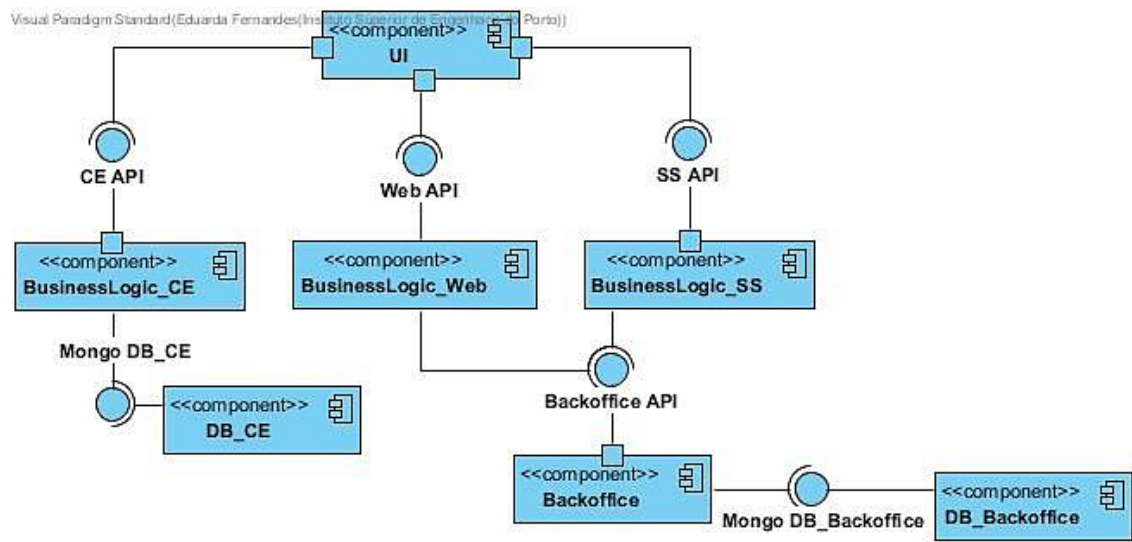 Visual Paradigm Standard(Eduarda Fernandes(Instituto Superior de Engenharia do Porto))
<<component>>
UI
CE API
Web API
SS API
<<component>>
BusinessLogic_CE
<<component>>
BusinessLogic_Web
<<component>>
BusinessLogic_SS
Mongo DB_CE
<<component>>
DB_CE
Backoffice API
<<component>>
Backoffice
Mongo DB_Backoffice
<<component>>
DB_Backoffice